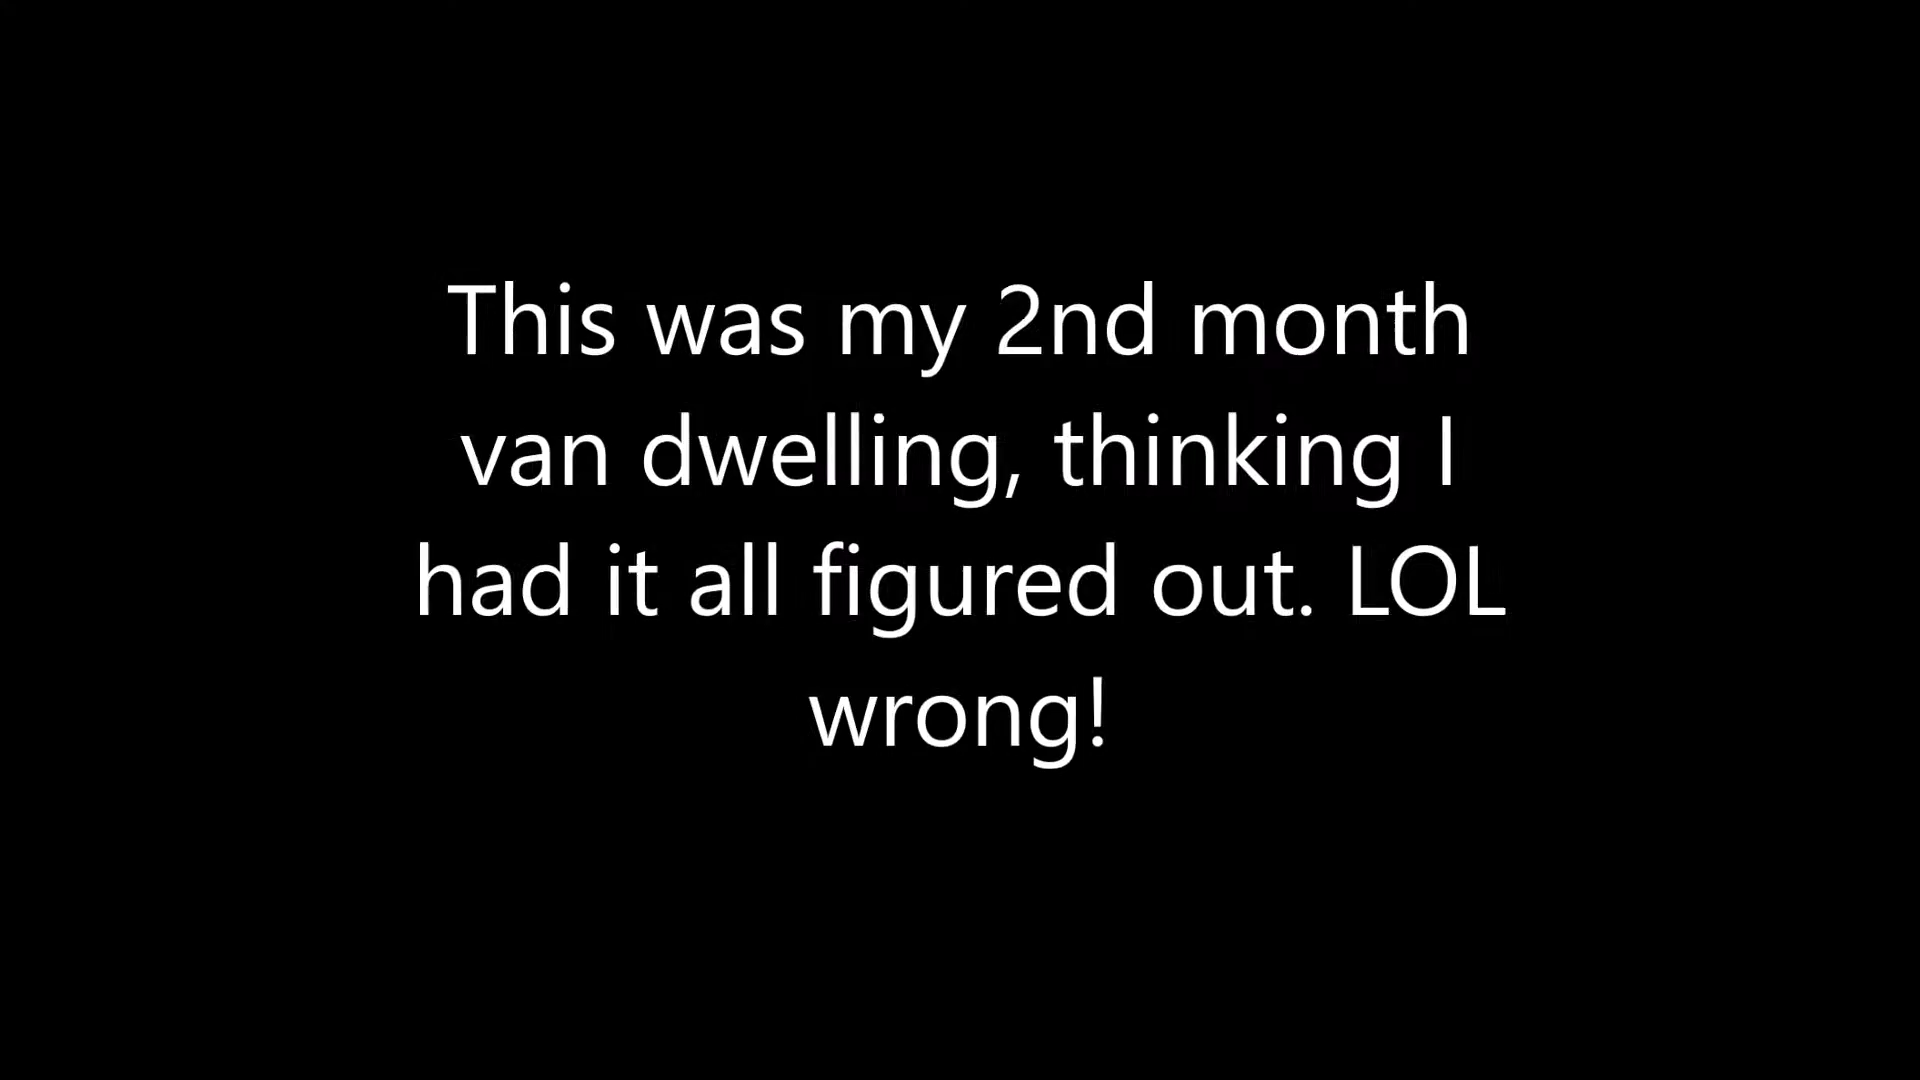 This was my 2nd month
van dwelling, thinking I
had it all figured out. LOL
wrong!